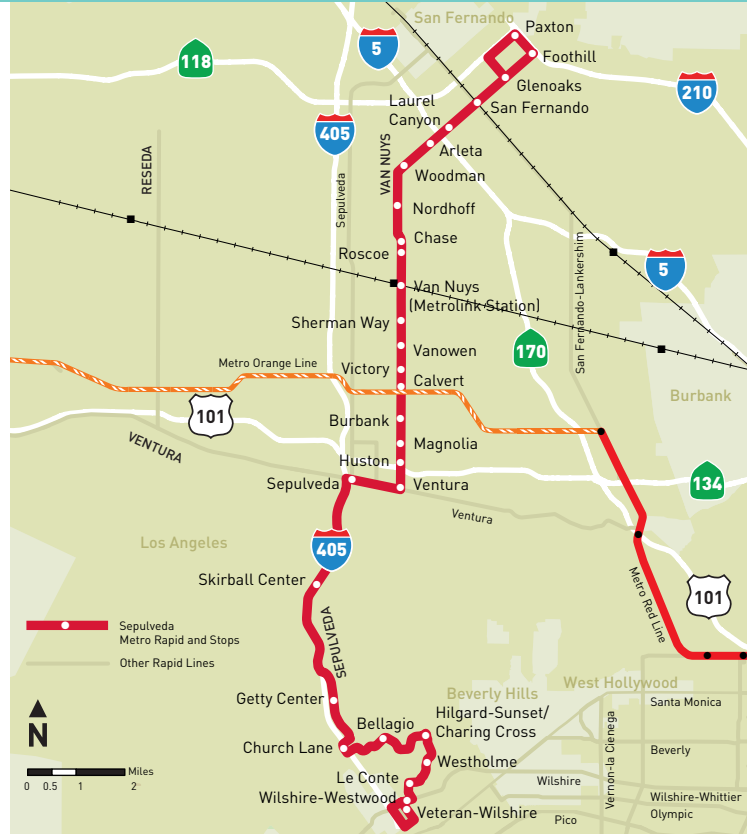 San Fernando
Paxton
5
118
Foothill
Glenoaks
210
Laurel
Canyon
San Fernando
405
Arleta
VAN NUYS
RESEDA
Woodman
Sepulveda
Nordhoff
Chase
Roscoe
San Fernando-Lankershim
5
Van Nuys
(Metrolink Station)
Sherman Way
170
Vanowen
Metro Orange Line
Victory
Calvert
Burbank
101
Burbank
VENTURA
Magnolia
Huston
Sepulveda
Ventura
134
Ventura
Los Angeles
405
Skirball Center
Metro Red Line
101
Sepulveda
Metro Rapid and Stops
SEPULVEDA
Other Rapid Lines
West Hollywood
Beverly Hills
Getty Center
Santa Monica
N
Bellagio
Hilgard-Sunset/
Charing Cross
Vernon-la Cienega
Church Lane
Beverly
Westholme
Miles
0 0.5 1 2
Le Conte
Wilshire
Wilshire-Westwood
Wilshire-Whittier
Veteran-Wilshire
Olympic
Pico